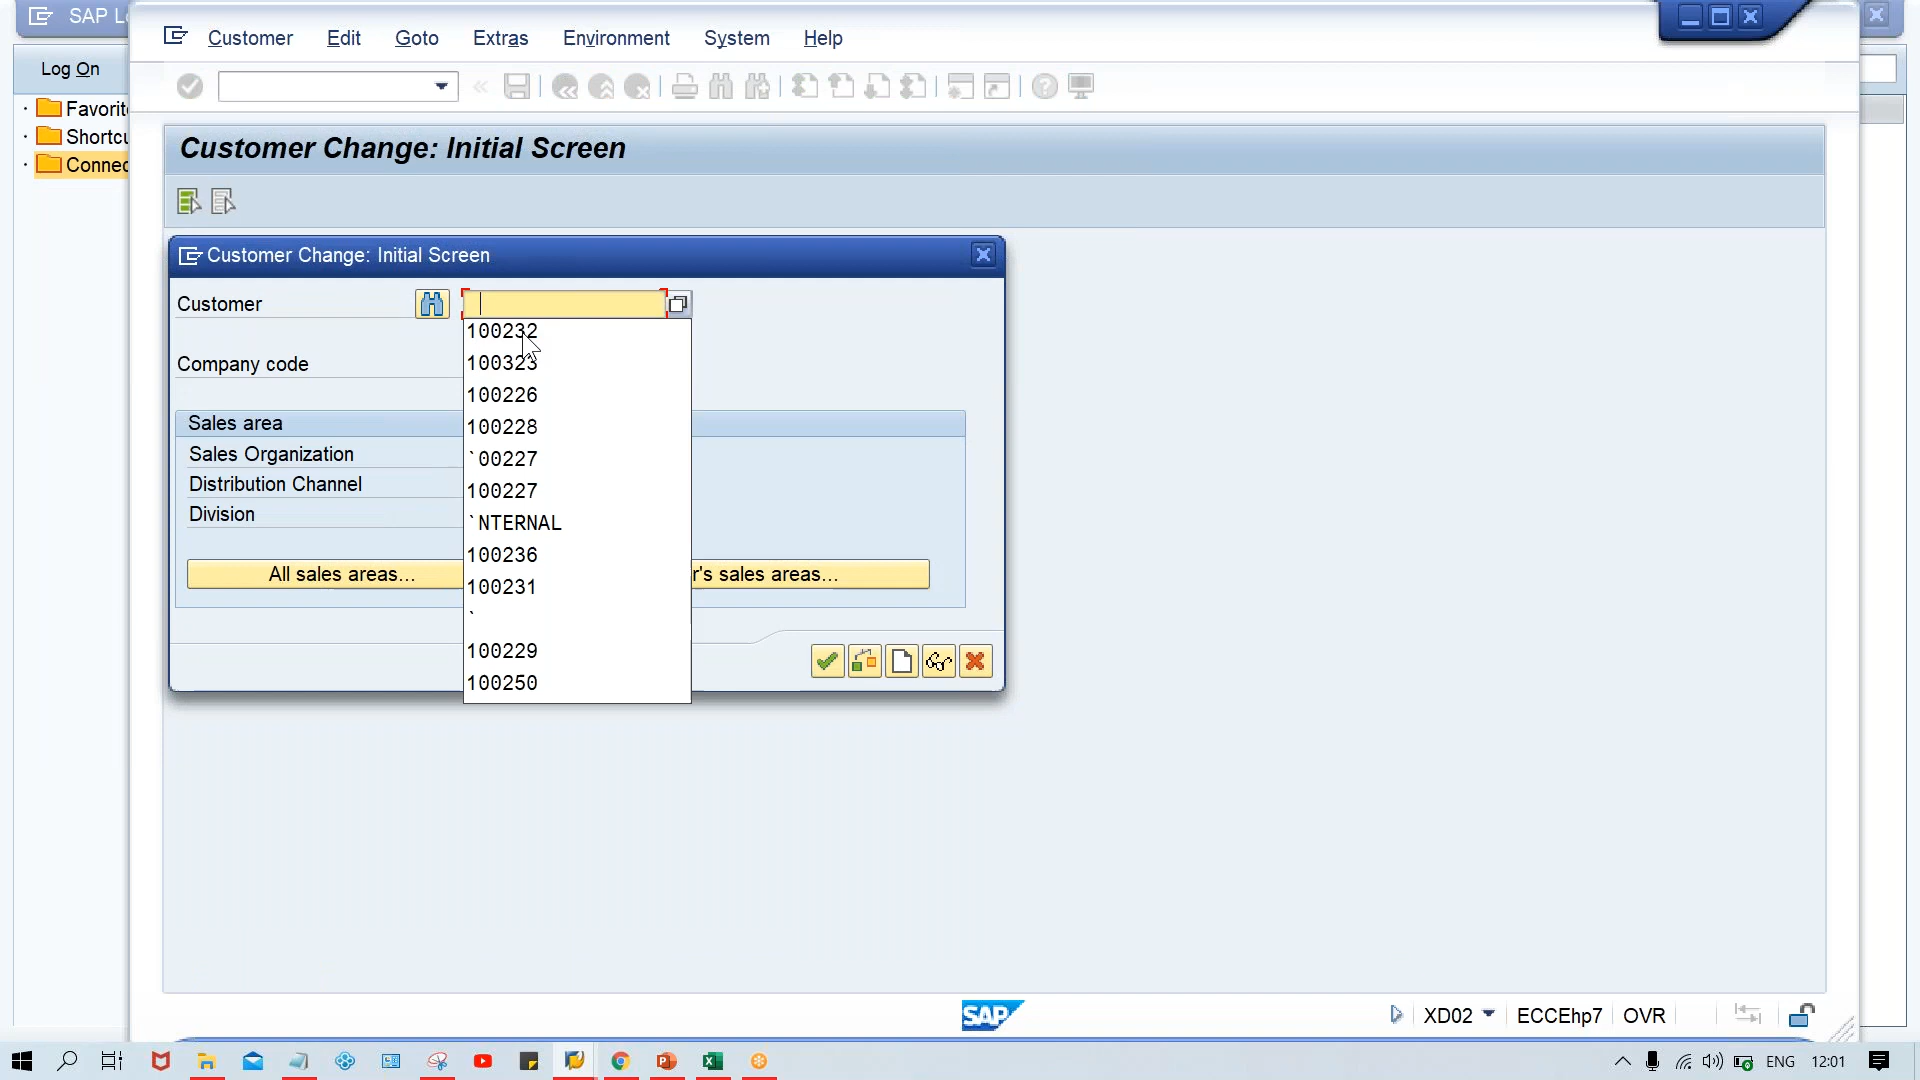 SAP L
Customer Edit Goto Extras Environment System Help
Log On
Favorit
Shortcu
Connec
Customer Change: Initial Screen
Customer Change: Initial Screen
Customer
100232
Company code
100323
100226
Sales area
100228
Sales Organization
`00227
Distribution Channel
100227
Division
`NTERNAL
100236
All sales areas...
r's sales areas...
100231
`
100229
100250
SAP
XD02 ECCEhp7 OVR
ENG 12:01